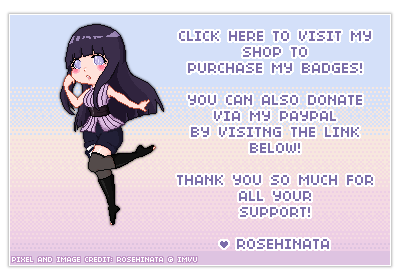 CLICK HERE TO VISIT MY
SHOP TO
PURCHASE MY BADGES!
YOU CAN ALSO DONATE
VIA MY PAYPAL
BY VISITNG THE LINK
BELOW!
THANK YOU SO MUCH FOR
ALL YOUR
SUPPORT!
♥ ROSEHINATA
PIXEL AND IMAGE CREDIT: ROSEHINATA @ IMVU